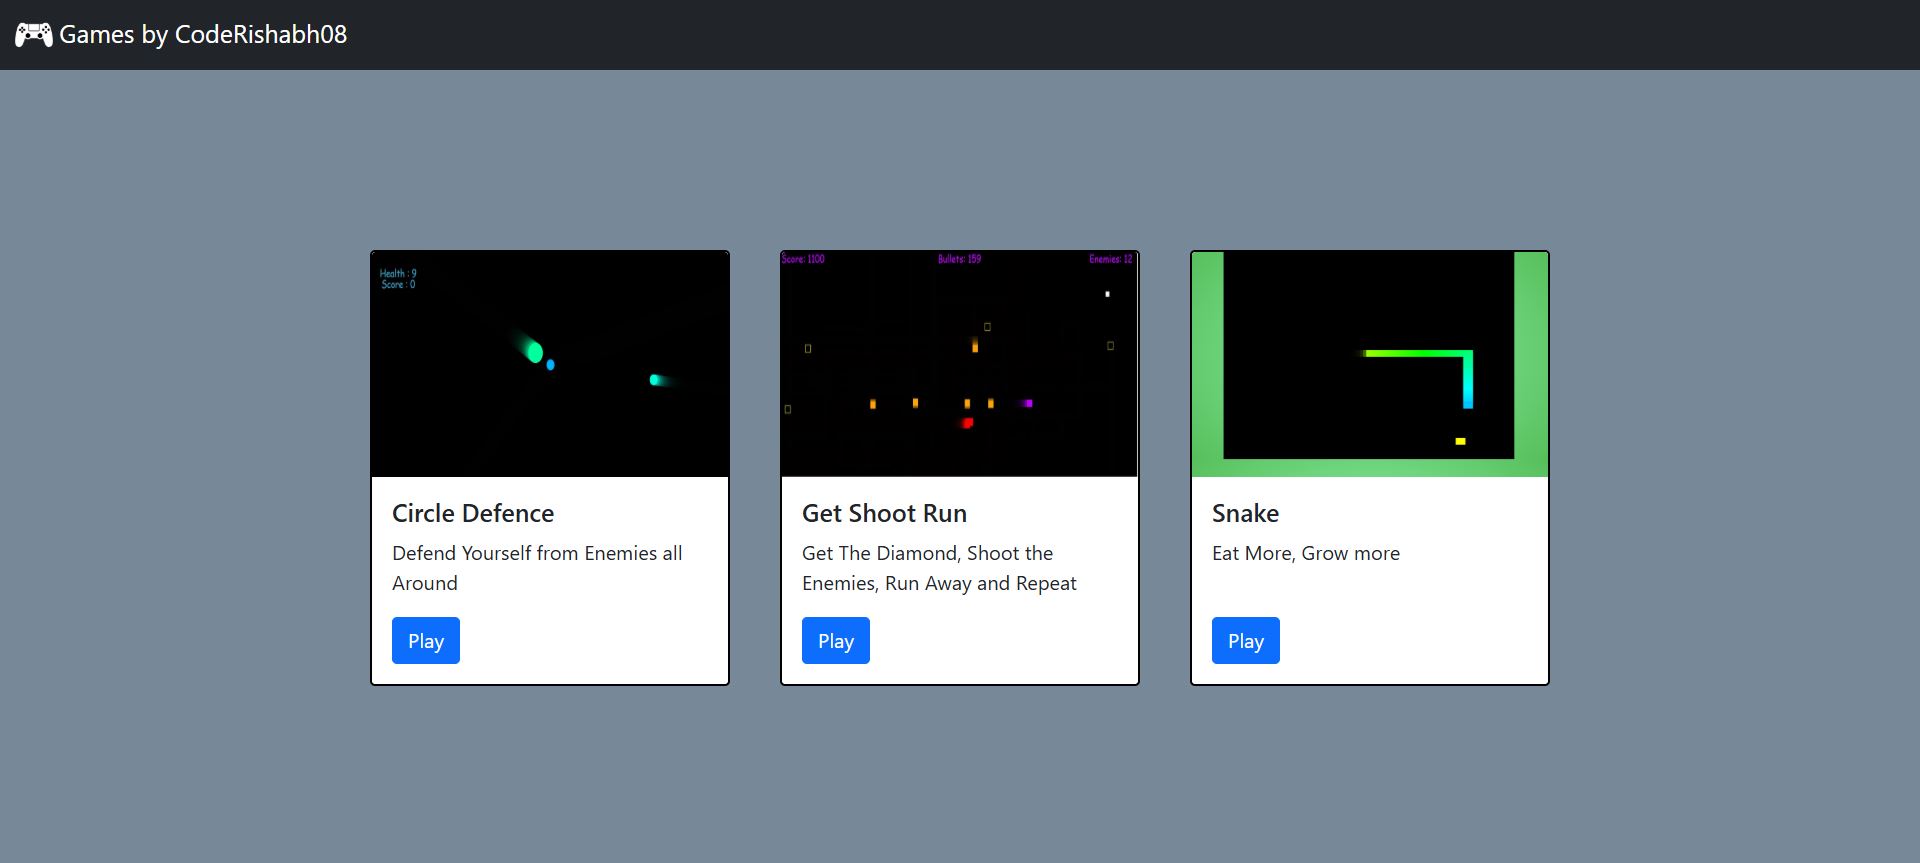 Games by CodeRishabh08
Health : 9
Score : 0
Score: 1100
Bullets: 159
Enemies: 12
Circle Defence
Defend Yourself from Enemies all
Around
Play
Get Shoot Run
Get The Diamond, Shoot the
Enemies, Run Away and Repeat
Play
Snake
Eat More, Grow more
Play